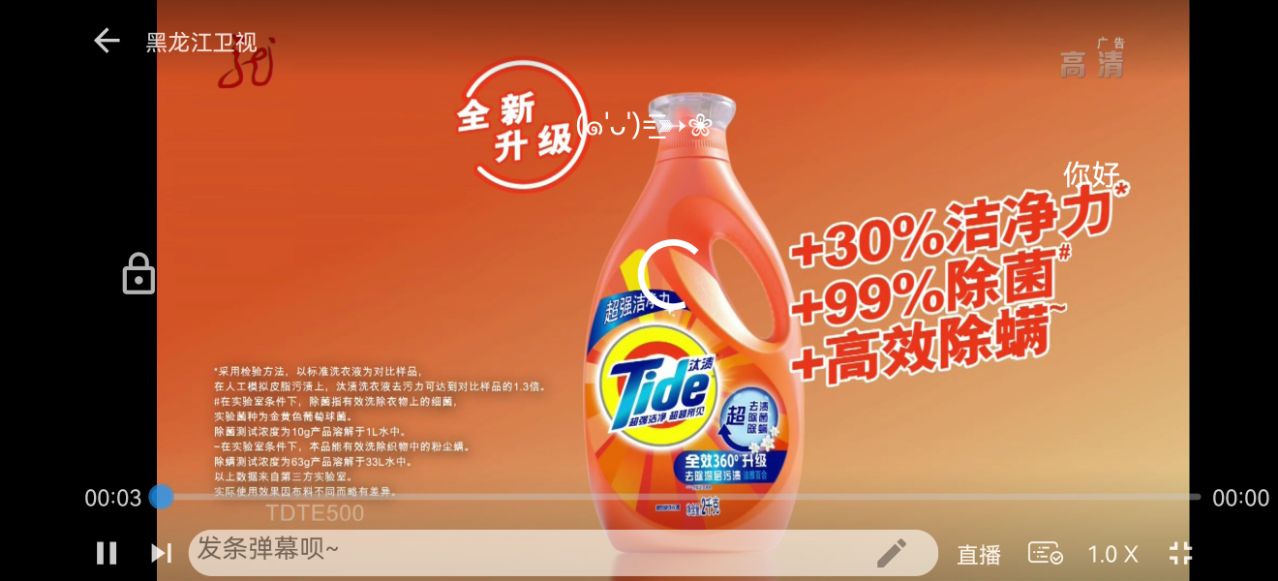 黑龙江卫视
广告
高清
全新
升级
(๑'ᴗ')
你好
+30%洁净力*
+99%除菌#
+高效除螨~
超强洁净力
Tide
汰渍
超强洁净 超越所见
超
去渍
除菌
除螨
全效360°升级
去除深层污渍
2千克
*采用检验方法，以标准洗衣液为对比样品，
在人工模拟皮脂污渍上，汰渍洗衣液去污力可达到对比样品的1.3倍。
#在实验室条件下，除菌指有效洗除衣物上的细菌，
实验菌种为金黄色葡萄球菌。
除菌测试浓度为10g产品溶解于1L水中。
~在实验室条件下，本品能有效洗除织物中的粉尘螨。
除螨测试浓度为63g产品溶解于33L水中。
以上数据来自第三方实验室。
实际使用效果因布料不同而略有差异。
00:03
00:00
TDTE500
发条弹幕呗~
直播
1.0 X